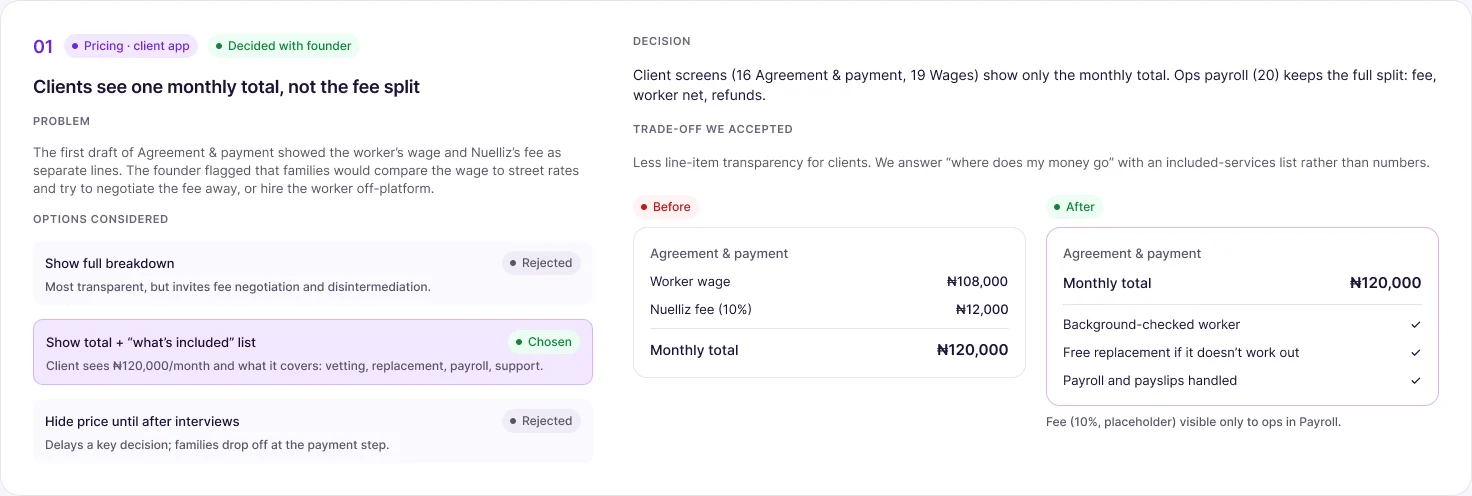 01 Pricing · client app Decided with founder
Clients see one monthly total, not the fee split
PROBLEM
The first draft of Agreement & payment showed the worker’s wage and Nuelliz’s fee as
separate lines. The founder flagged that families would compare the wage to street rates
and try to negotiate the fee away, or hire the worker off-platform.
OPTIONS CONSIDERED
Show full breakdown Rejected
Most transparent, but invites fee negotiation and disintermediation.
Show total + “what’s included” list Chosen
Client sees ₦120,000/month and what it covers: vetting, replacement, payroll, support.
Hide price until after interviews Rejected
Delays a key decision; families drop off at the payment step.
DECISION
Client screens (16 Agreement & payment, 19 Wages) show only the monthly total. Ops payroll (20) keeps the full split: fee,
worker net, refunds.
TRADE-OFF WE ACCEPTED
Less line-item transparency for clients. We answer “where does my money go” with an included-services list rather than numbers.
Before
Agreement & payment
Worker wage ₦108,000
Nuelliz fee (10%) ₦12,000
Monthly total ₦120,000
After
Agreement & payment
Monthly total ₦120,000
Background-checked worker ✓
Free replacement if it doesn’t work out ✓
Payroll and payslips handled ✓
Fee (10%, placeholder) visible only to ops in Payroll.